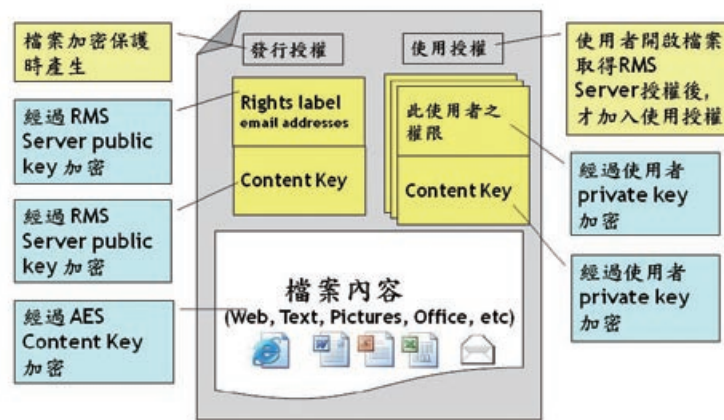 檔案加密保護
時產生
經過 RMS
Server public
key 加密
經過 RMS
Server public
key 加密
經過 AES
Content Key
加密
發行授權
Rights label
email addresses
Content Key
使用授權
此使用者之
權限
Content Key
檔案內容
(Web, Text, Pictures, Office, etc)
使用者開啟檔案
取得RMS
Server授權後,
才加入使用授權
經過使用者
private key
加密
經過使用者
private key
加密